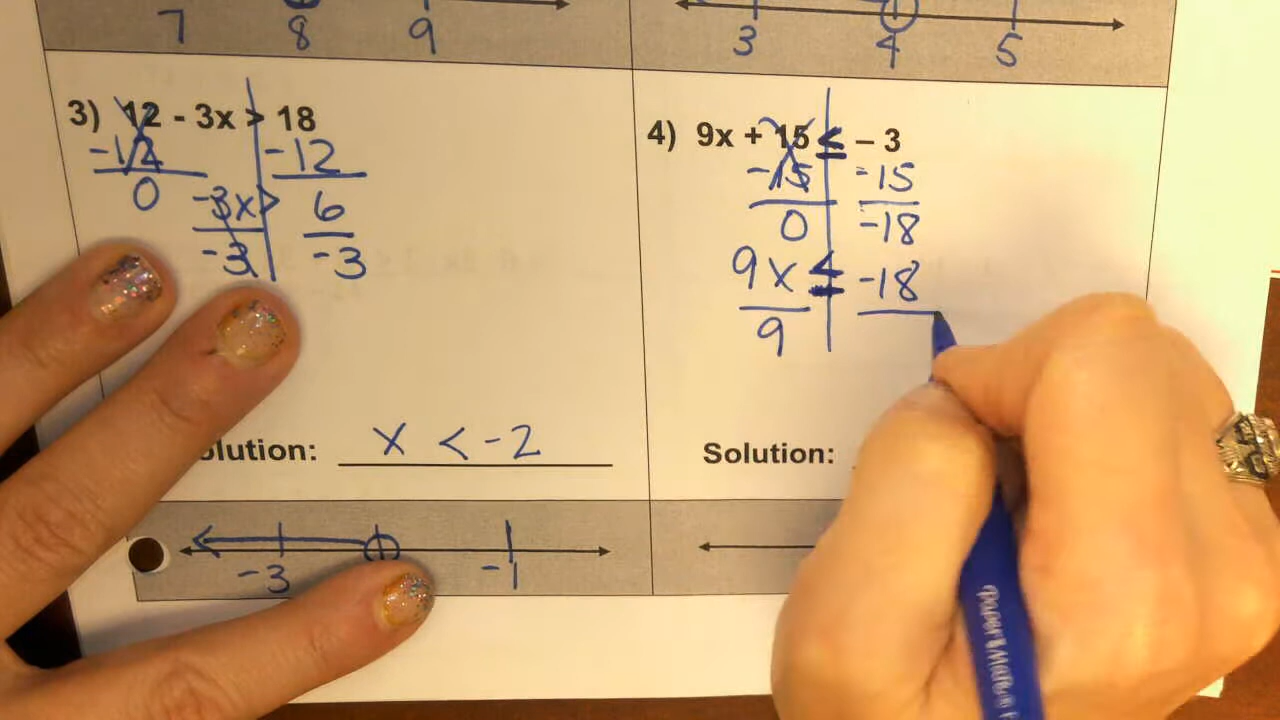 7 8 9
3 4 5
3) 12 - 3x > 18
-12 -12
0 -3x > 6
-3 -3
Solution: x < -2
-3 -1
4) 9x + 15 ≤ – 3
-15 -15
0 -18
9x ≤ -18
9
Solution:
PaperMate